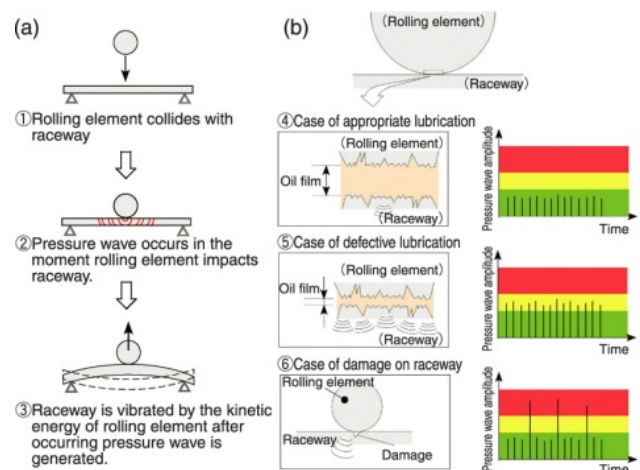 (a)
①Rolling element collides with
raceway
②Pressure wave occurs in the
moment rolling element impacts
raceway.
③Raceway is vibrated by the kinetic
energy of rolling element after
occurring pressure wave is
generated.
(b)
(Rolling element)
(Raceway)
④Case of appropriate lubrication
(Rolling element)
Oil film
(Raceway)
Pressure wave amplitude
Time
⑤Case of defective lubrication
(Rolling element)
Oil film
(Raceway)
Pressure wave amplitude
Time
⑥Case of damage on raceway
Rolling element
Raceway
Damage
Pressure wave amplitude
Time